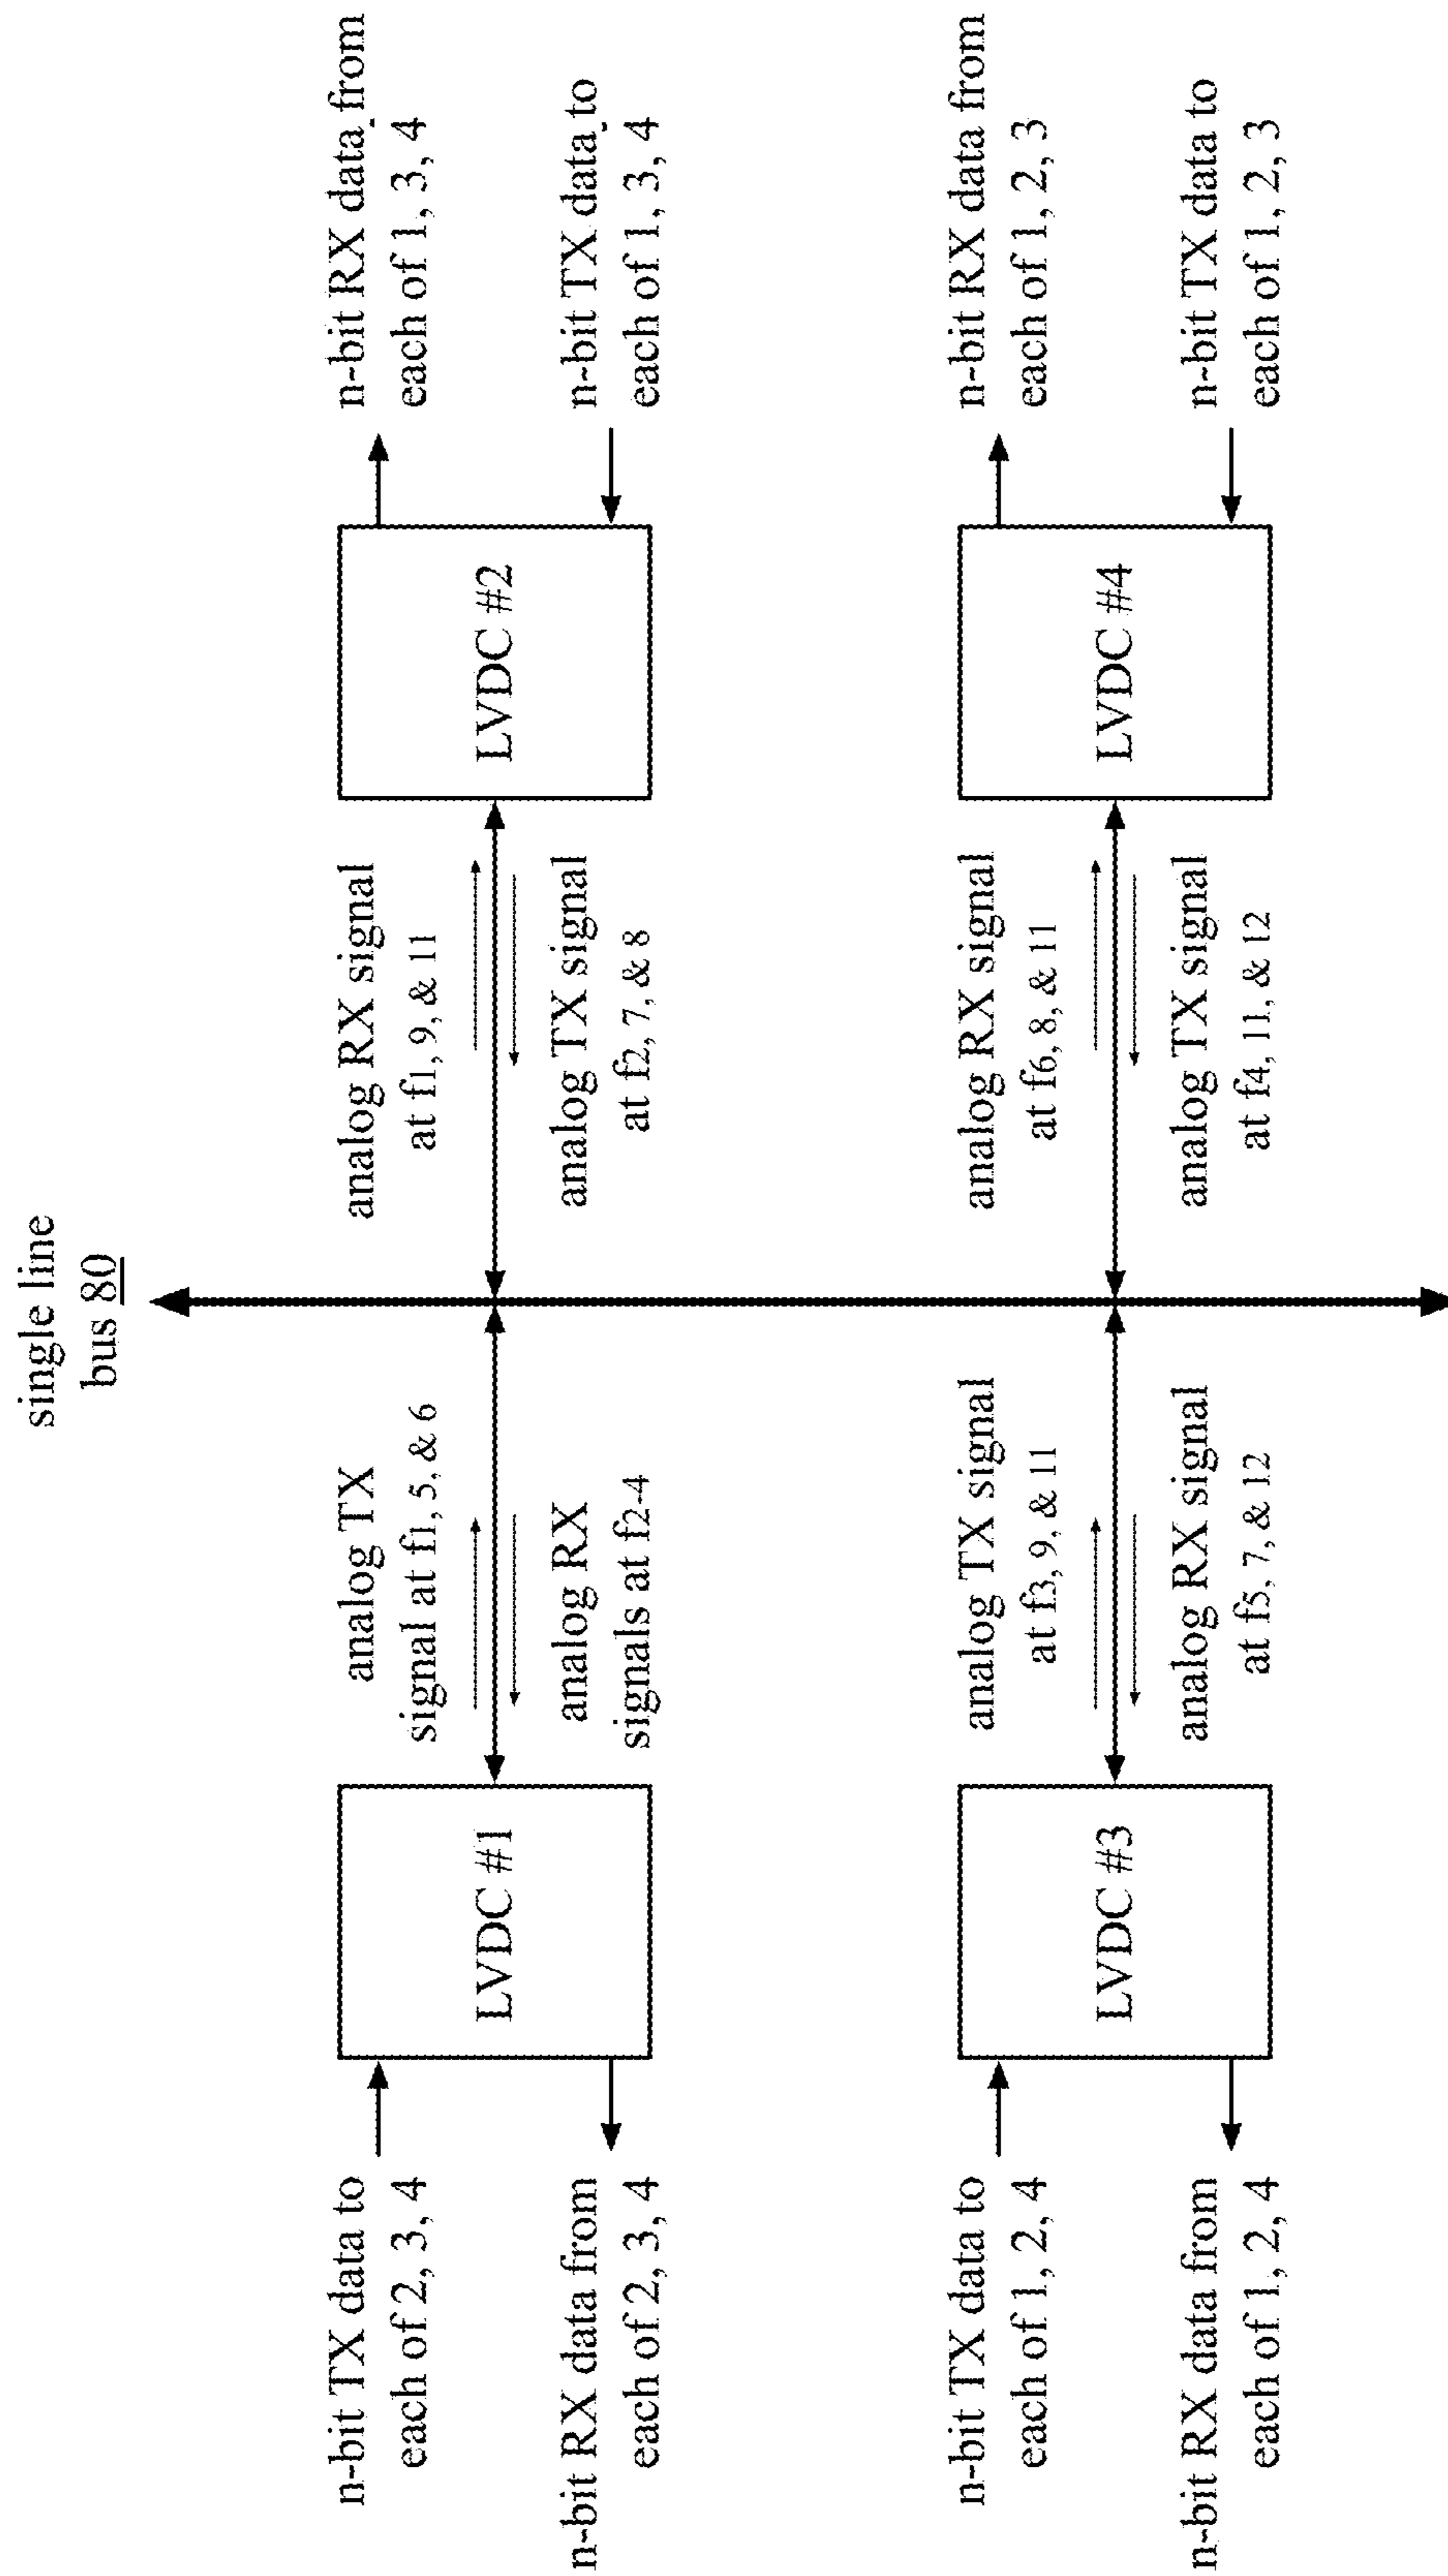 single line
bus 80
n-bit TX data to
each of 2, 3, 4
n-bit RX data from
each of 2, 3, 4
LVDC #1
analog TX
signal at f1, 5, & 6
analog RX
signals at f2-4
analog RX signal
at f1, 9, & 11
analog TX signal
at f2, 7, & 8
LVDC #2
n-bit RX data from
each of 1, 3, 4
n-bit TX data to
each of 1, 3, 4
n-bit TX data to
each of 1, 2, 4
n-bit RX data from
each of 1, 2, 4
LVDC #3
analog TX signal
at f3, 9, & 11
analog RX signal
at f5, 7, & 12
analog RX signal
at f6, 8, & 11
analog TX signal
at f4, 11, & 12
LVDC #4
n-bit RX data from
each of 1, 2, 3
n-bit TX data to
each of 1, 2, 3